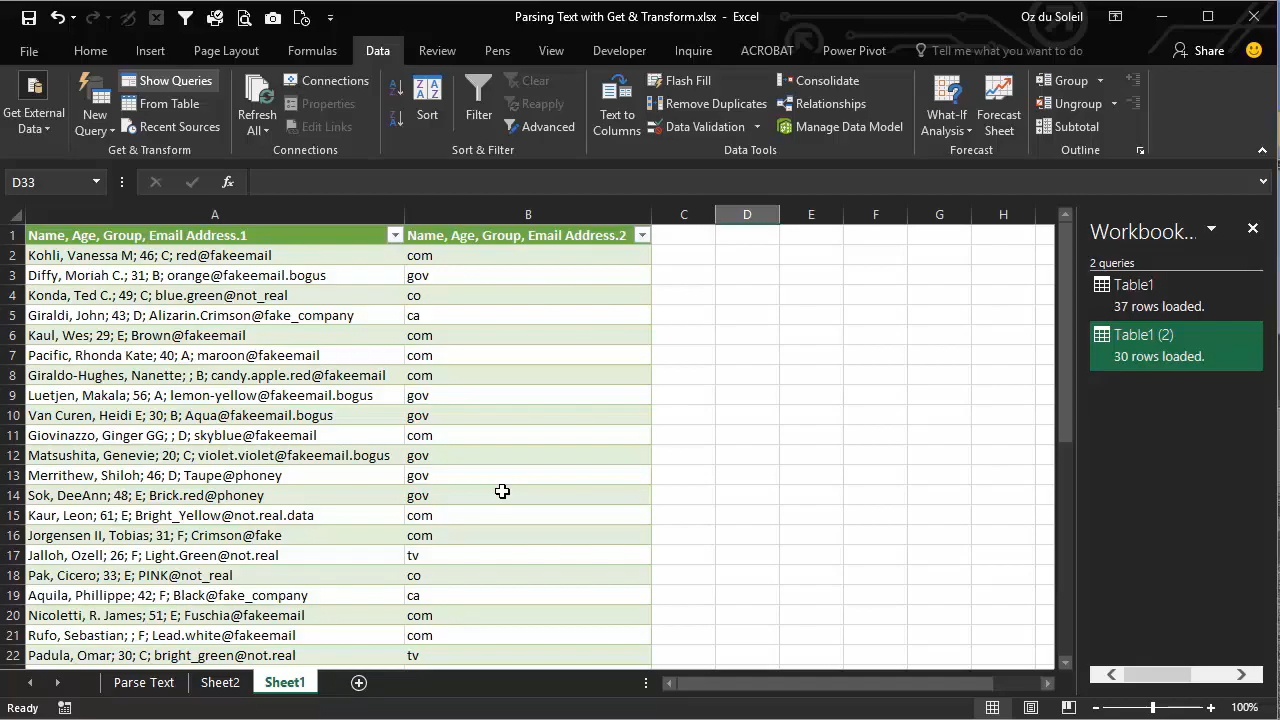 Parsing Text with Get & Transform.xlsx - Excel
Oz du Soleil
File Home Insert Page Layout Formulas Data Review Pens View Developer Inquire ACROBAT Power Pivot Tell me what you want to do Share
Get External Data
New Query
Show Queries
From Table
Recent Sources
Get & Transform
Refresh All
Connections
Properties
Edit Links
Connections
Sort
Filter
Clear
Reapply
Advanced
Sort & Filter
Text to Columns
Flash Fill
Remove Duplicates
Data Validation
Consolidate
Relationships
Manage Data Model
Data Tools
What-If Analysis
Forecast Sheet
Forecast
Group
Ungroup
Subtotal
Outline
D33
fx
A B C D E F G H
1 Name, Age, Group, Email Address.1 Name, Age, Group, Email Address.2
2 Kohli, Vanessa M; 46; C; red@fakeemail com
3 Diffy, Moriah C.; 31; B; orange@fakeemail.bogus gov
4 Konda, Ted C.; 49; C; blue.green@not_real co
5 Giraldi, John; 43; D; Alizarin.Crimson@fake_company ca
6 Kaul, Wes; 29; E; Brown@fakeemail com
7 Pacific, Rhonda Kate; 40; A; maroon@fakeemail com
8 Giraldo-Hughes, Nanette; ; B; candy.apple.red@fakeemail com
9 Luetjen, Makala; 56; A; lemon-yellow@fakeemail.bogus gov
10 Van Curen, Heidi E; 30; B; Aqua@fakeemail.bogus gov
11 Giovinazzo, Ginger GG; ; D; skyblue@fakeemail com
12 Matsushita, Genevie; 20; C; violet.violet@fakeemail.bogus gov
13 Merrithew, Shiloh; 46; D; Taupe@phoney gov
14 Sok, DeeAnn; 48; E; Brick.red@phoney gov
15 Kaur, Leon; 61; E; Bright_Yellow@not.real.data com
16 Jorgensen II, Tobias; 31; F; Crimson@fake com
17 Jalloh, Ozell; 26; F; Light.Green@not.real tv
18 Pak, Cicero; 33; E; PINK@not_real co
19 Aquila, Phillippe; 42; F; Black@fake_company ca
20 Nicoletti, R. James; 51; E; Fuschia@fakeemail com
21 Rufo, Sebastian; ; F; Lead.white@fakeemail com
22 Padula, Omar; 30; C; bright_green@not.real tv
Workbook...
2 queries
Table1
37 rows loaded.
Table1 (2)
30 rows loaded.
Parse Text Sheet2 Sheet1
Ready
100%